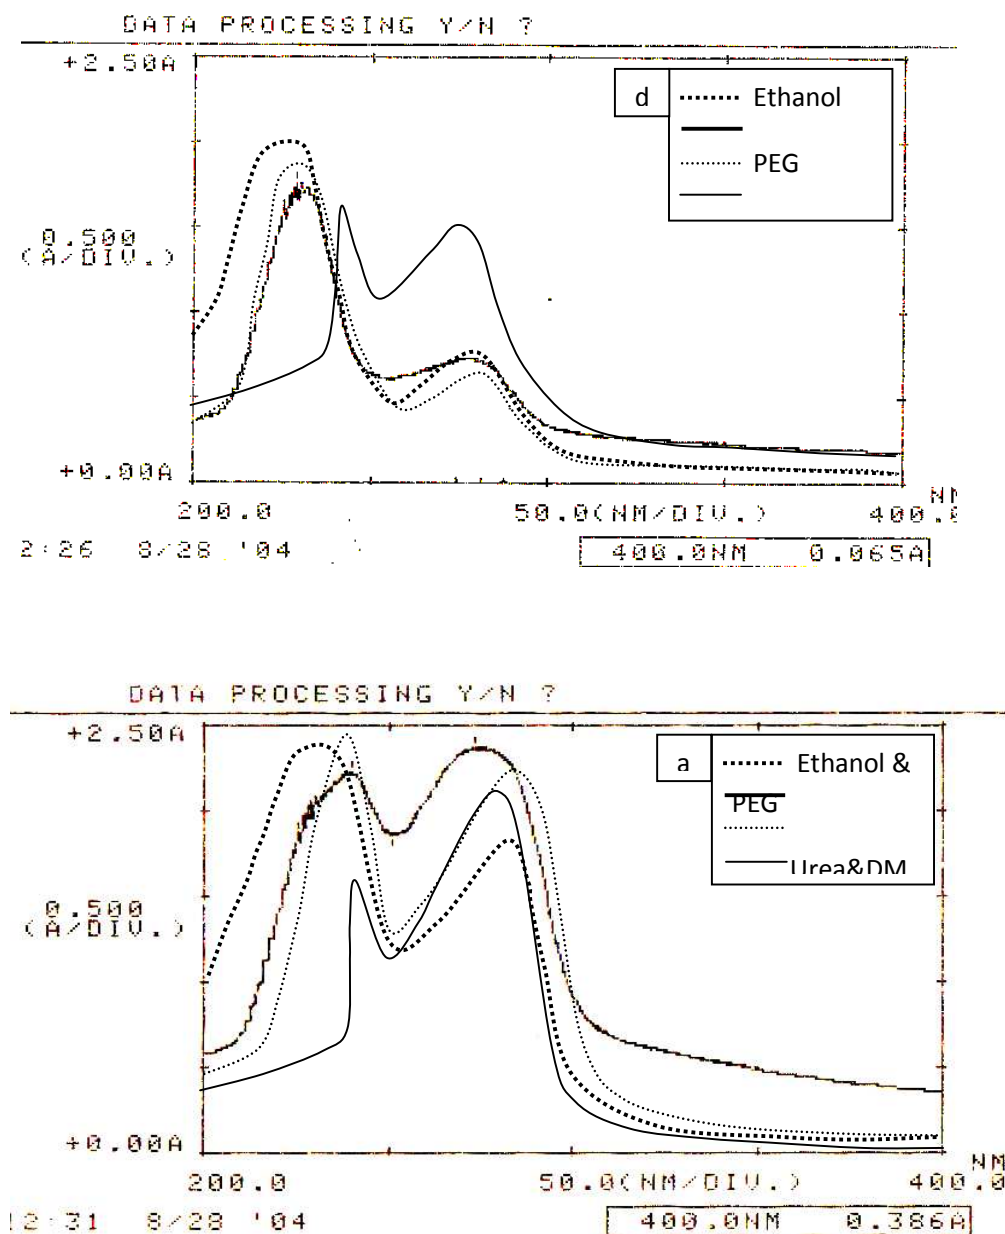 DATA PROCESSING Y/N ?
+2.50A
d
Ethanol
PEG
0.500
(A/DIV.)
+0.00A
NM
200.0
50.0(NM/DIV.)
400.
2:26 8/28 '04
400.0NM 0.065A
DATA PROCESSING Y/N ?
+2.50A
a
Ethanol &
PEG
Urea&DM
0.500
(A/DIV.)
+0.00A
NM
200.0
50.0(NM/DIV.)
400.0
2:31 8/28 '04
400.0NM 0.386A